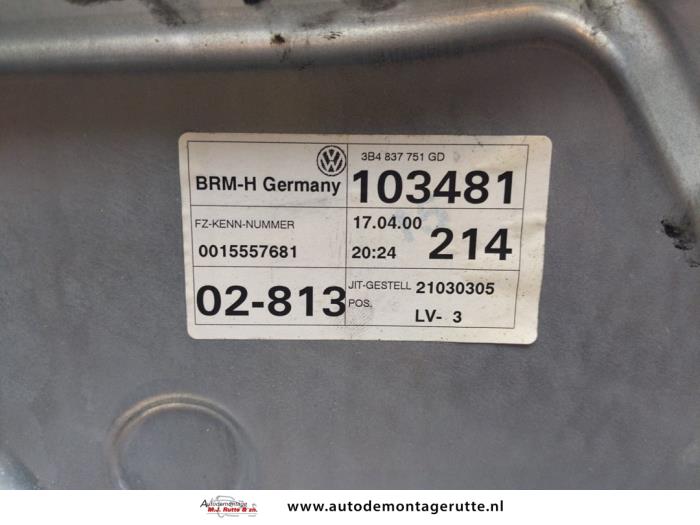 3B4 837 751 GD
BRM-H Germany 103481
FZ-KENN-NUMMER
0015557681
17.04.00
20:24 214
02-813
JIT-GESTELL 21030305
POS.
LV- 3
Autodemontage
M.J. Rutte & zn.
www.autodemontagerutte.nl